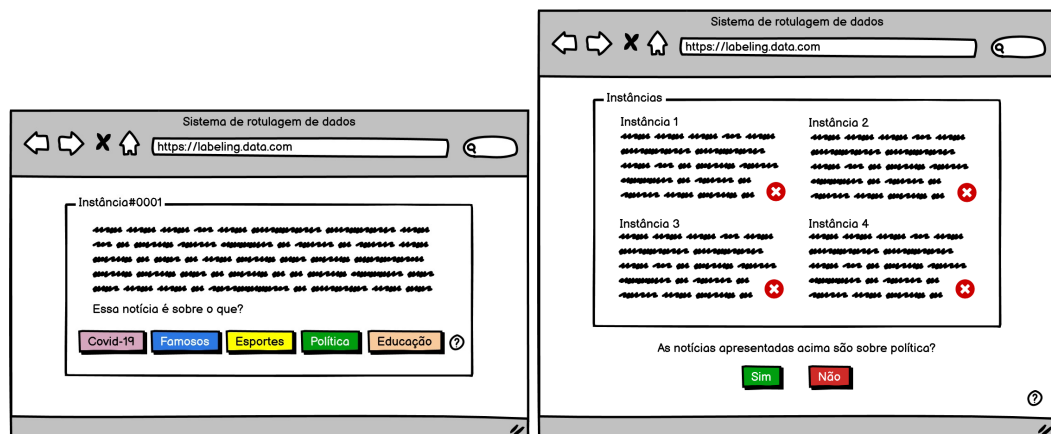 Sistema de rotulagem de dados
https://labeling.data.com
Instância#0001
Essa notícia é sobre o que?
Covid-19 Famosos Esportes Política Educação ?
Sistema de rotulagem de dados
https://labeling.data.com
Instâncias
Instância 1 Instância 2
Instância 3 Instância 4
As notícias apresentadas acima são sobre política?
Sim Não
?